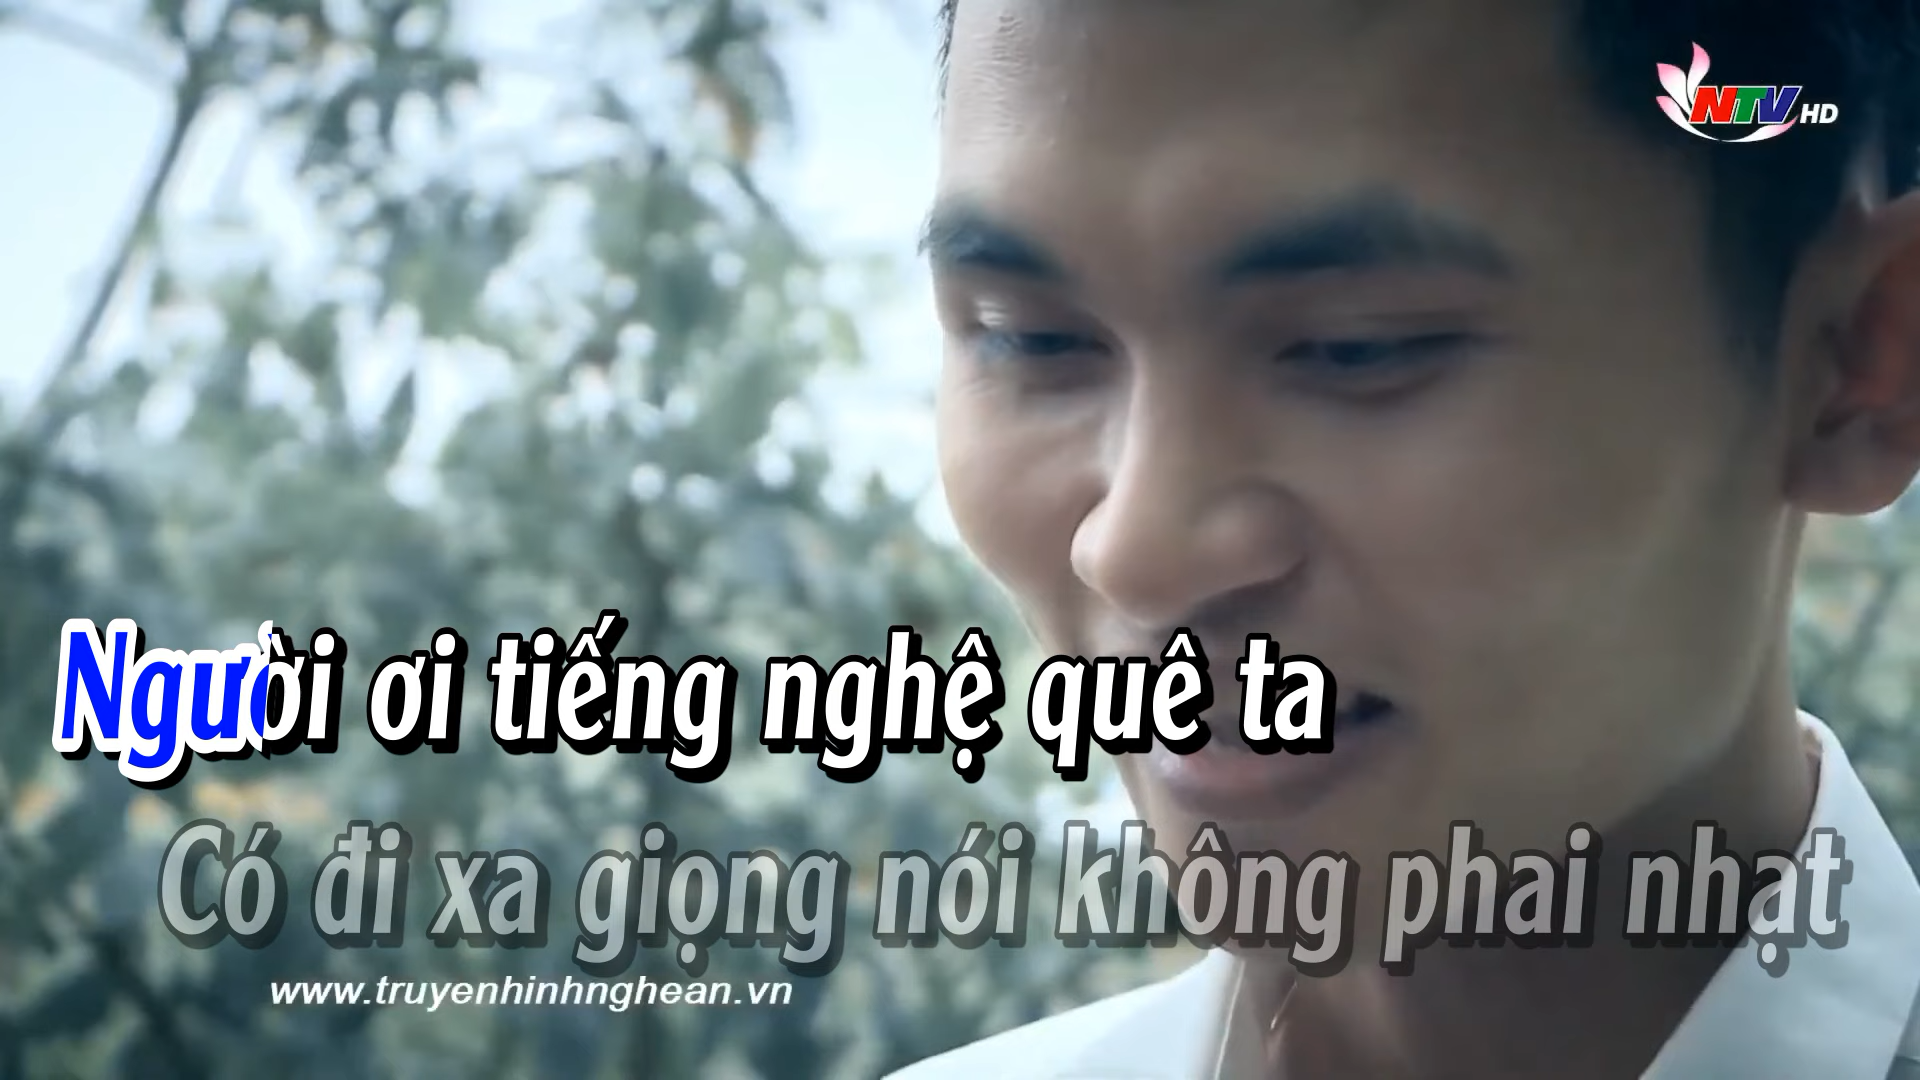 NTV HD
Người ơi tiếng nghệ quê ta
Có đi xa giọng nói không phai nhạt
www.truyenhinhnghean.vn